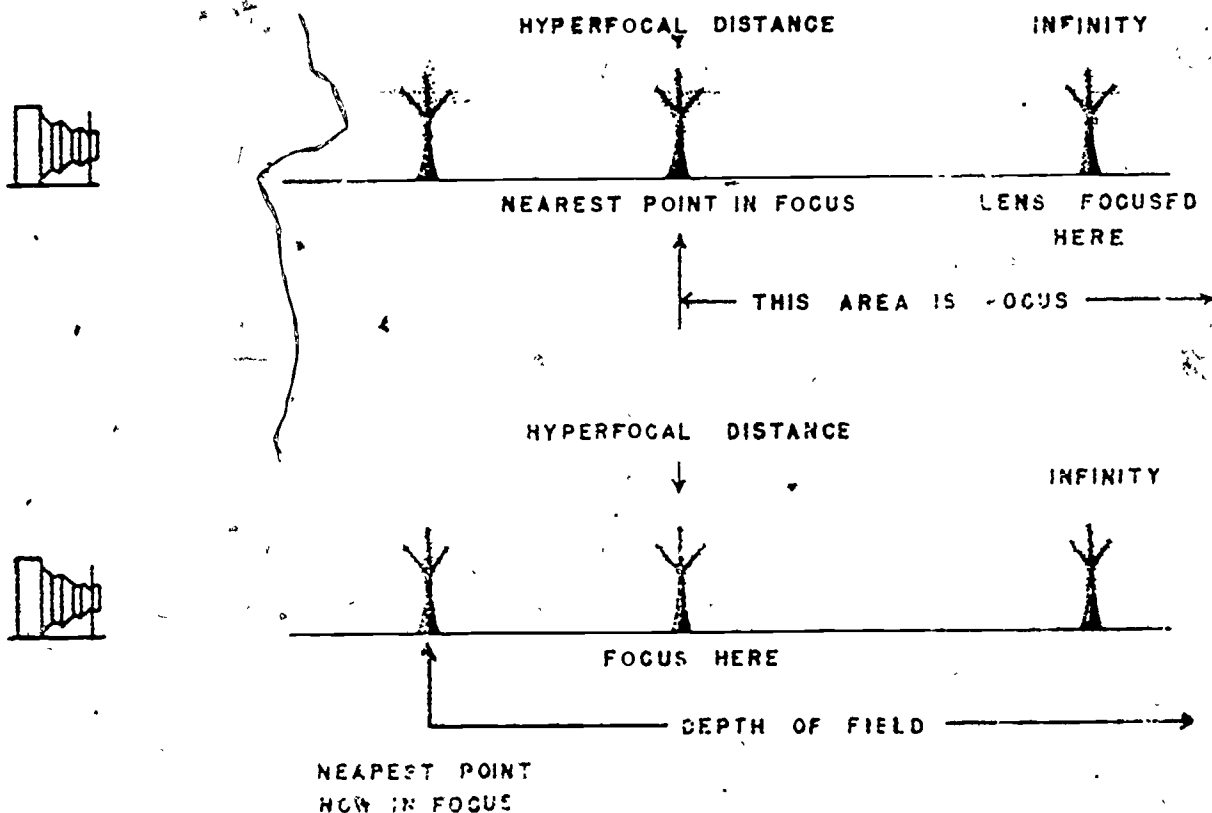 HYPERFOCAL DISTANCE
INFINITY
NEAREST POINT IN FOCUS
LENS FOCUSED
HERE
THIS AREA IS FOCUS
HYPERFOCAL DISTANCE
INFINITY
FOCUS HERE
DEPTH OF FIELD
NEAREST POINT
NOW IN FOCUS